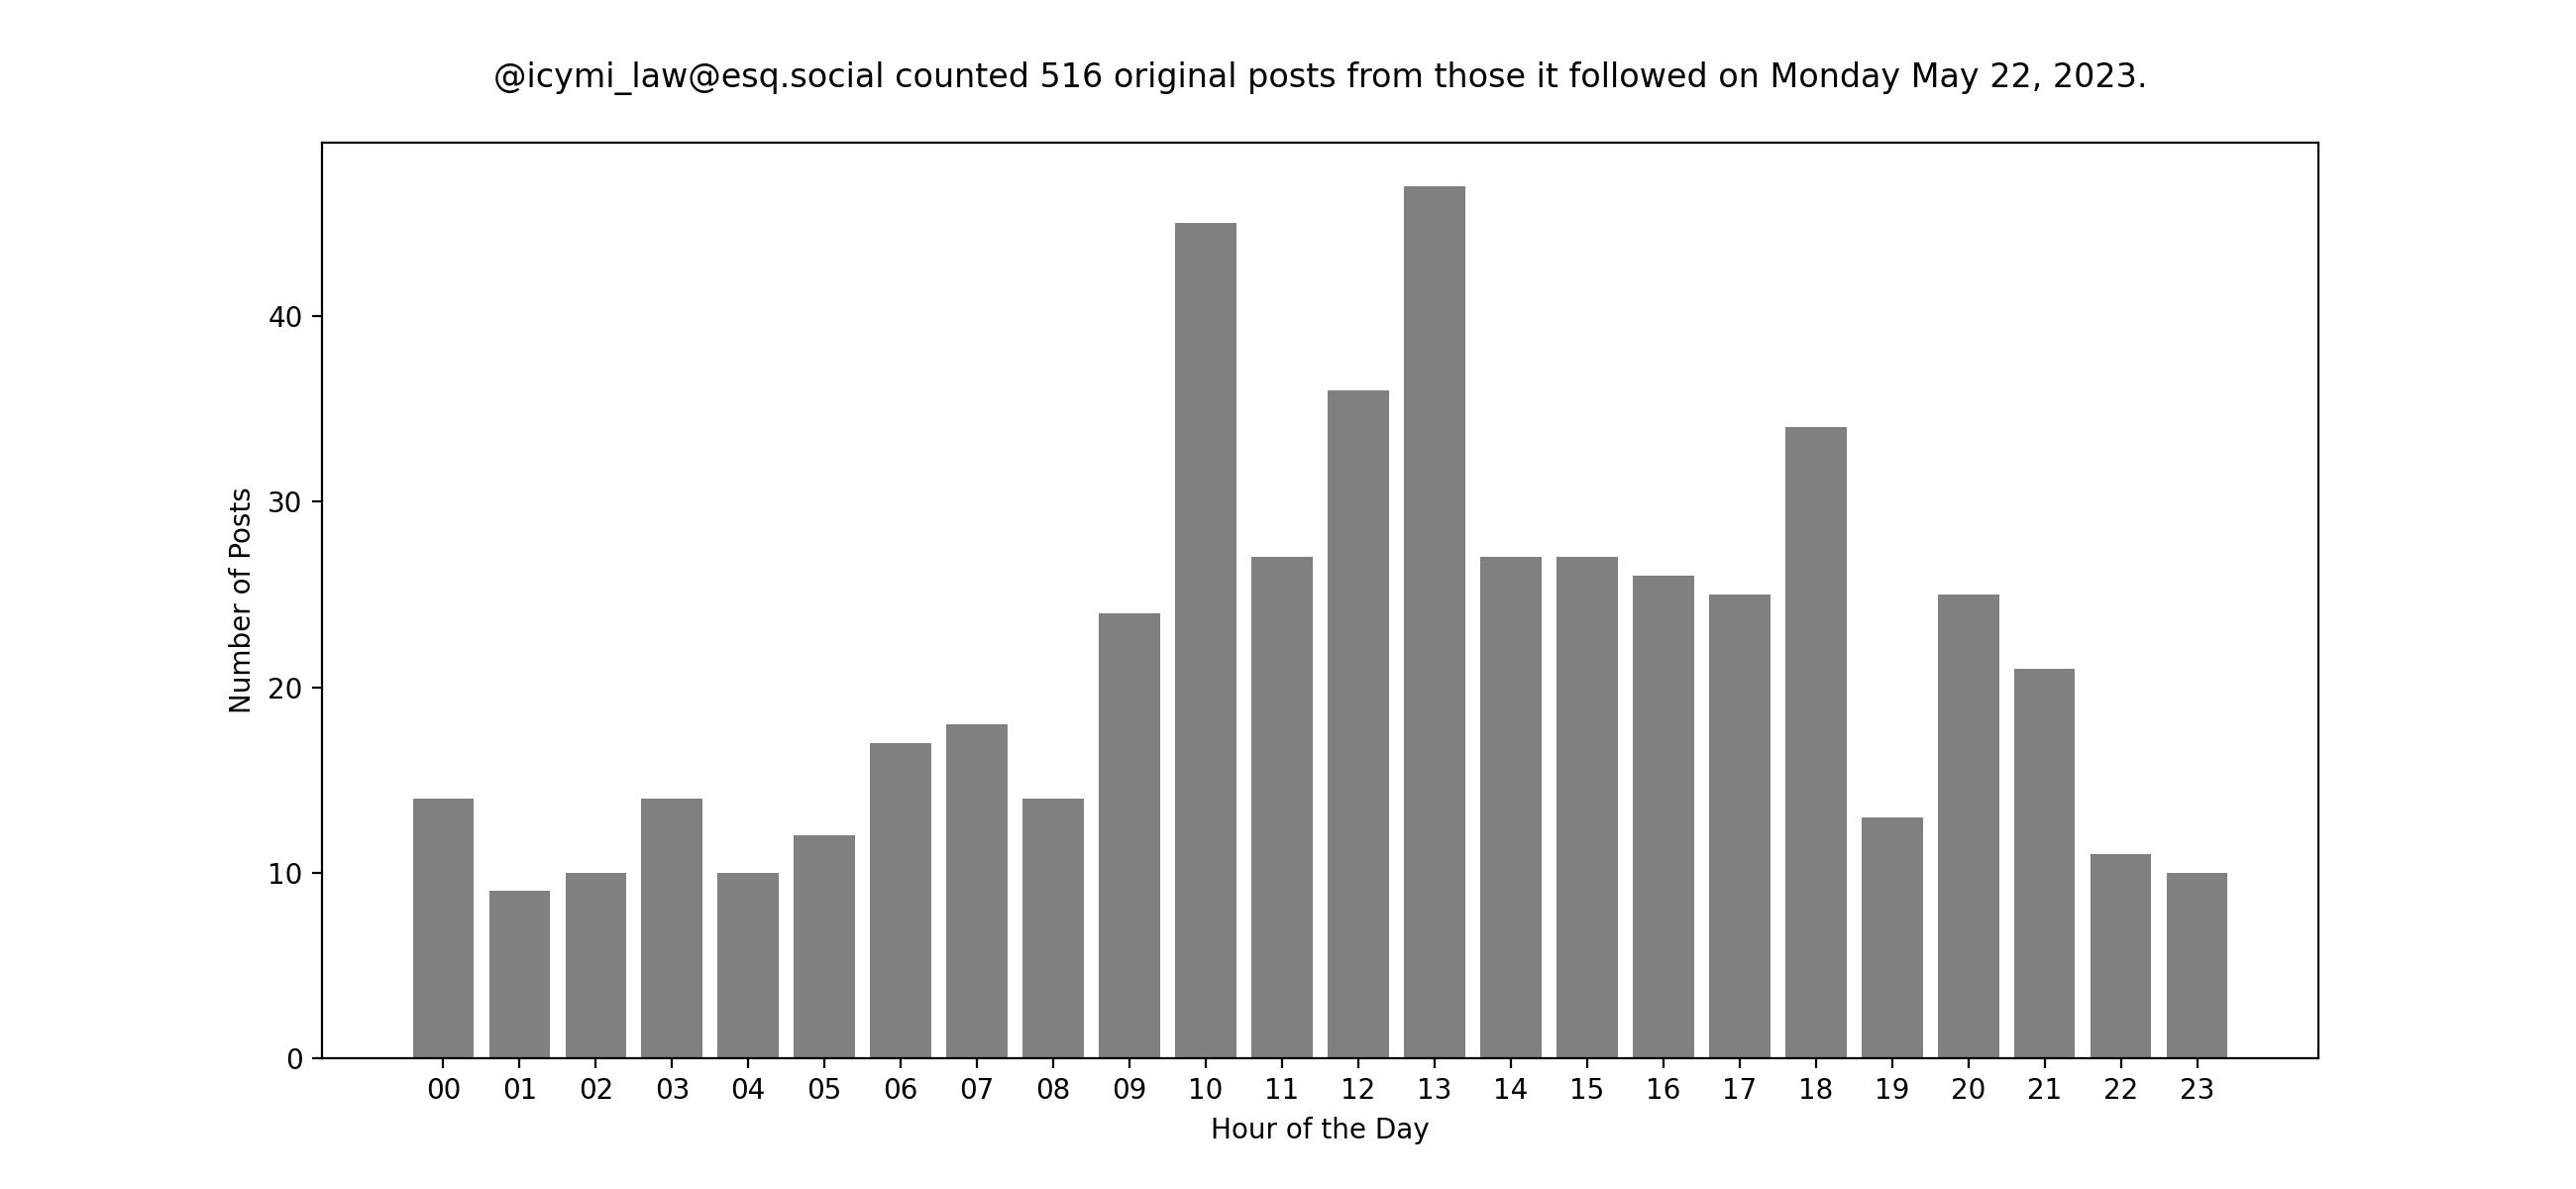 @icymi_law@esq.social counted 516 original posts from those it followed on Monday May 22, 2023.
Number of Posts
40
30
20
10
0
00 01 02 03 04 05 06 07 08 09 10 11 12 13 14 15 16 17 18 19 20 21 22 23
Hour of the Day